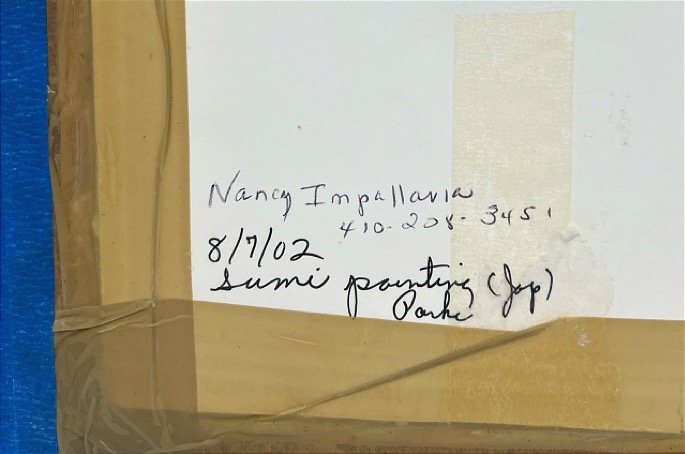 Nancy Impallaria
410-208-3451
8/7/02
Sumi painting (Jap)
Parke